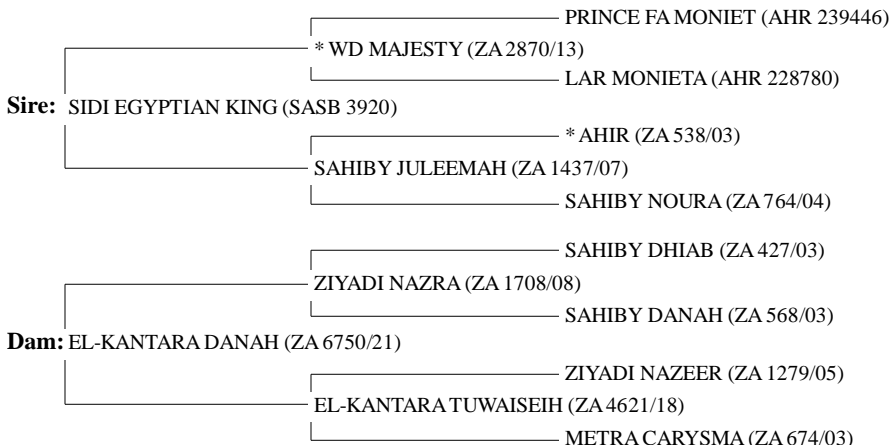 PRINCE FA MONIET (AHR 239446)
* WD MAJESTY (ZA 2870/13)
LAR MONIETA (AHR 228780)
Sire: SIDI EGYPTIAN KING (SASB 3920)
* AHIR (ZA 538/03)
SAHIBY JULEEMAH (ZA 1437/07)
SAHIBY NOURA (ZA 764/04)
SAHIBY DHIAB (ZA 427/03)
ZIYADI NAZRA (ZA 1708/08)
SAHIBY DANAH (ZA 568/03)
Dam: EL-KANTARA DANAH (ZA 6750/21)
ZIYADI NAZEER (ZA 1279/05)
EL-KANTARA TUWAISEIH (ZA 4621/18)
METRA CARYSMA (ZA 674/03)